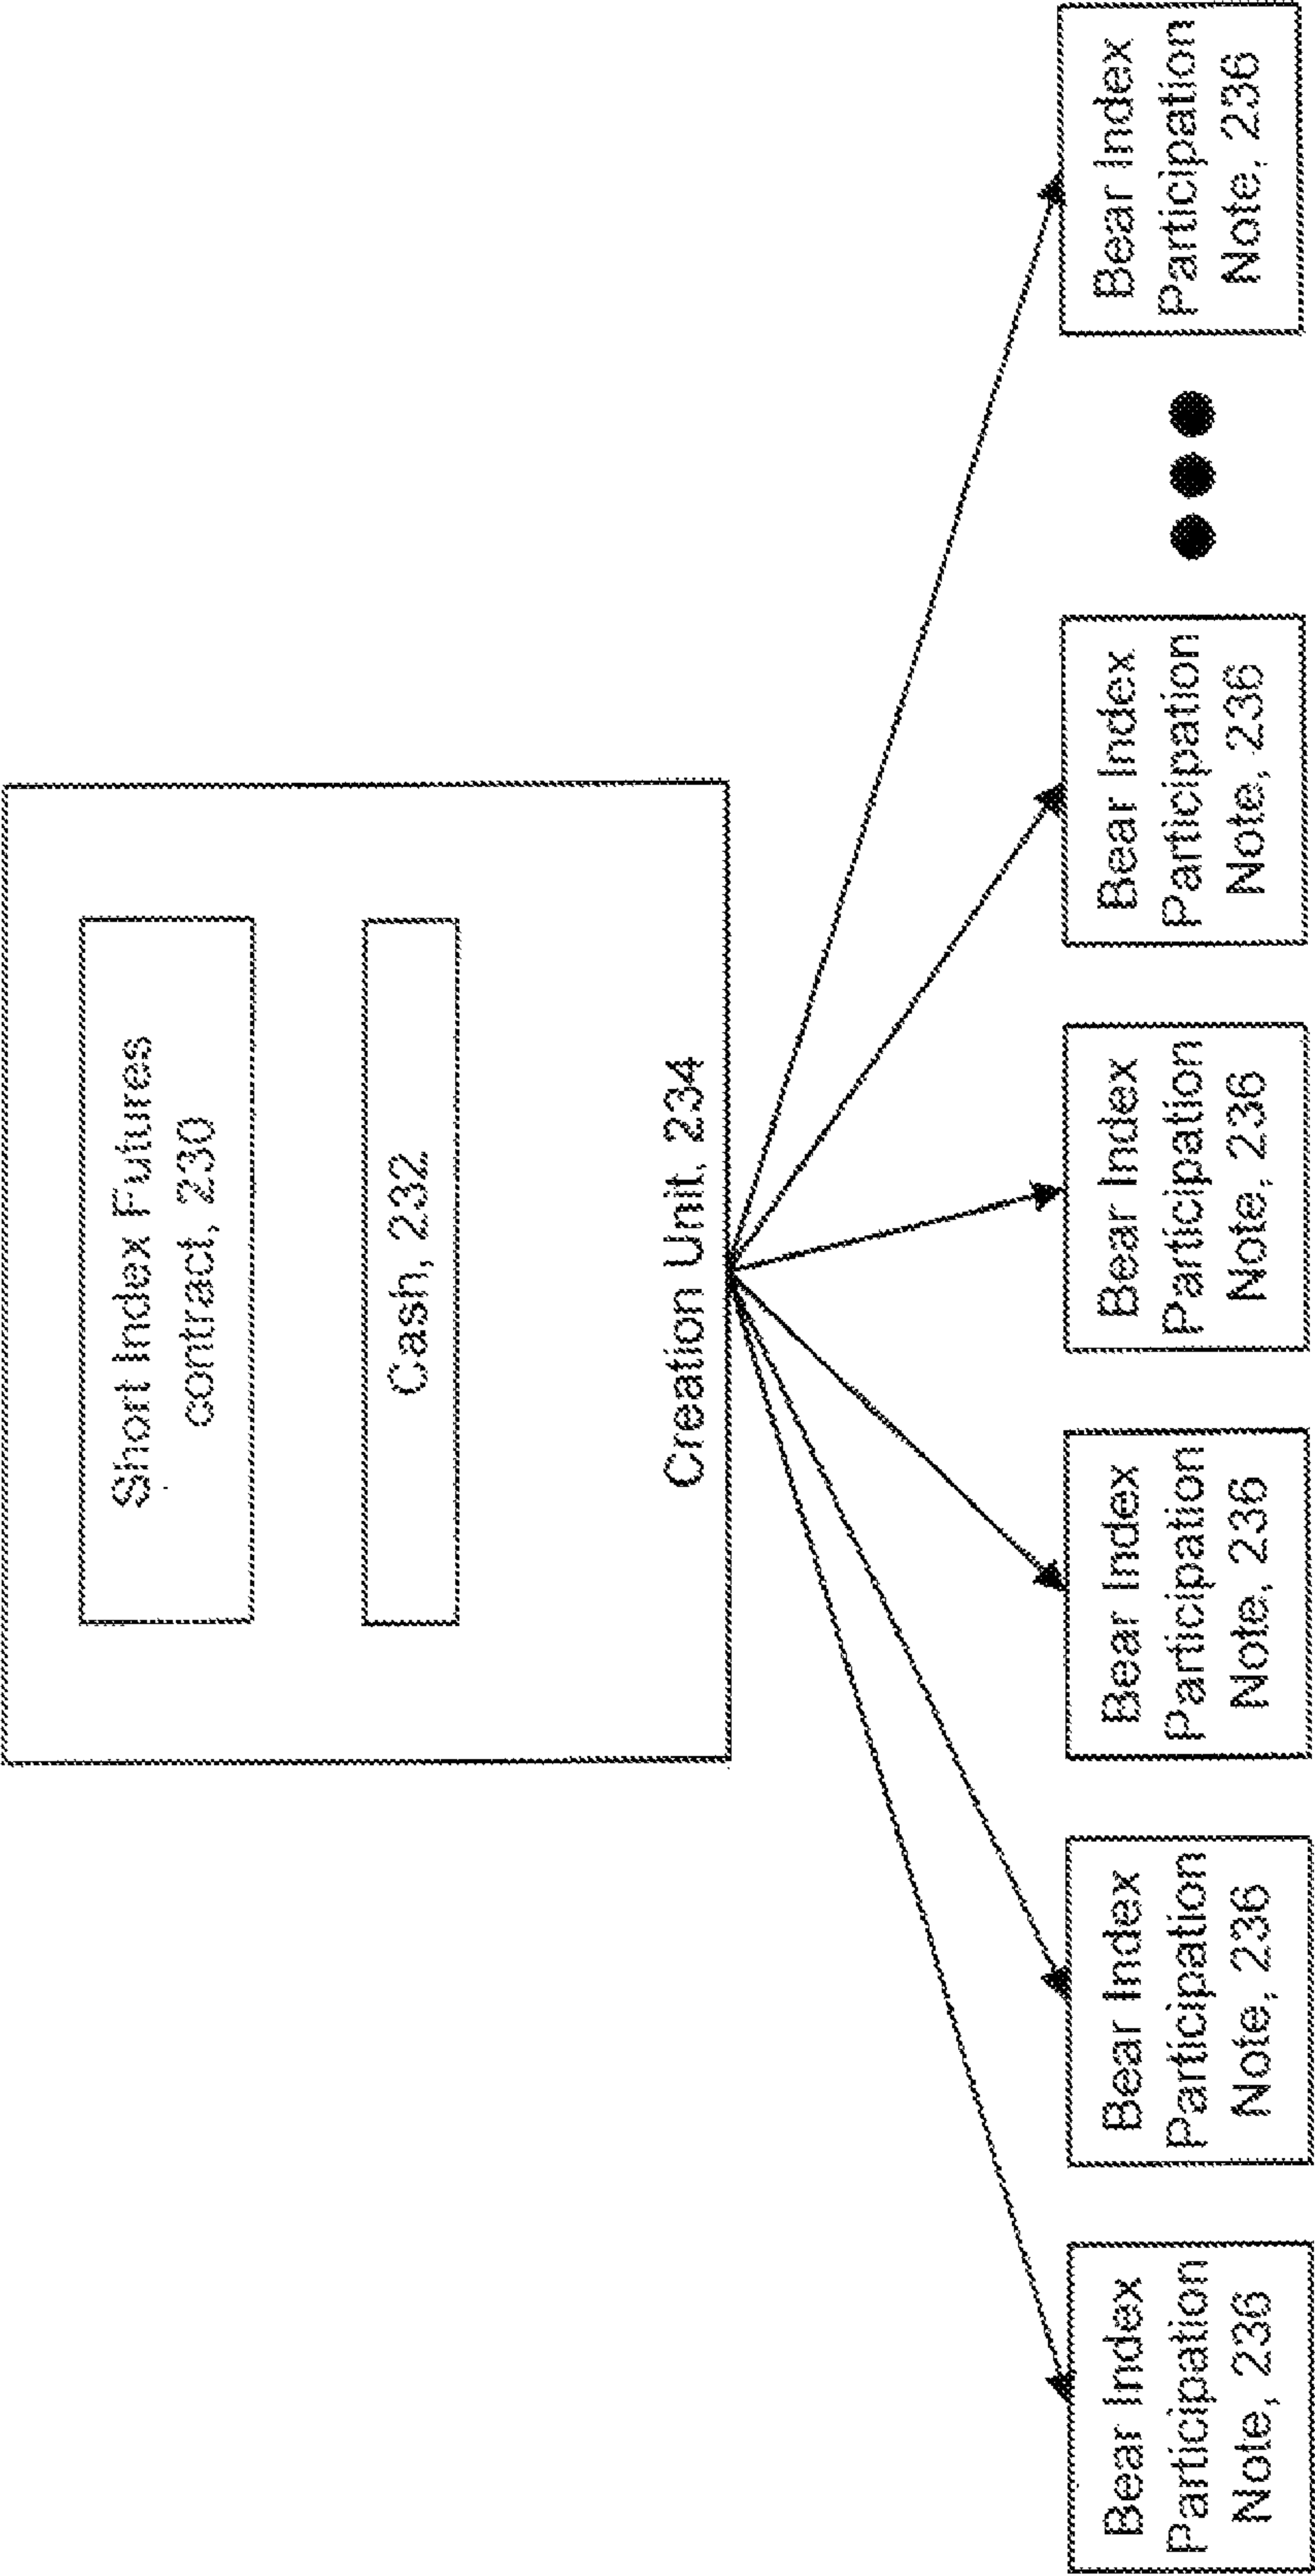 Short Index Futures
contract, 230
Cash, 232
Creation Unit, 234
Bear Index
Participation
Note, 236
Bear Index
Participation
Note, 236
Bear Index
Participation
Note, 236
Bear Index
Participation
Note, 236
Bear Index
Participation
Note, 236
Bear Index
Participation
Note, 236